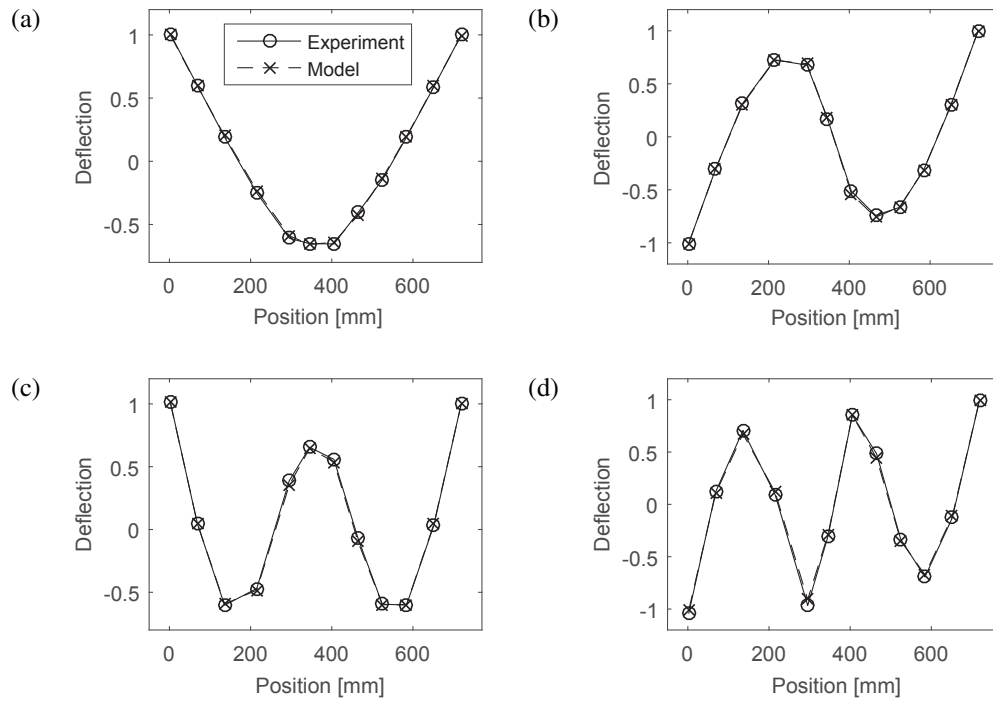 (a)
1
0.5
0
-0.5
Deflection
0 200 400 600
Position [mm]
Experiment
Model
(b)
1
0.5
0
-0.5
-1
Deflection
0 200 400 600
Position [mm]
(c)
1
0.5
0
-0.5
Deflection
0 200 400 600
Position [mm]
(d)
1
0.5
0
-0.5
-1
Deflection
0 200 400 600
Position [mm]